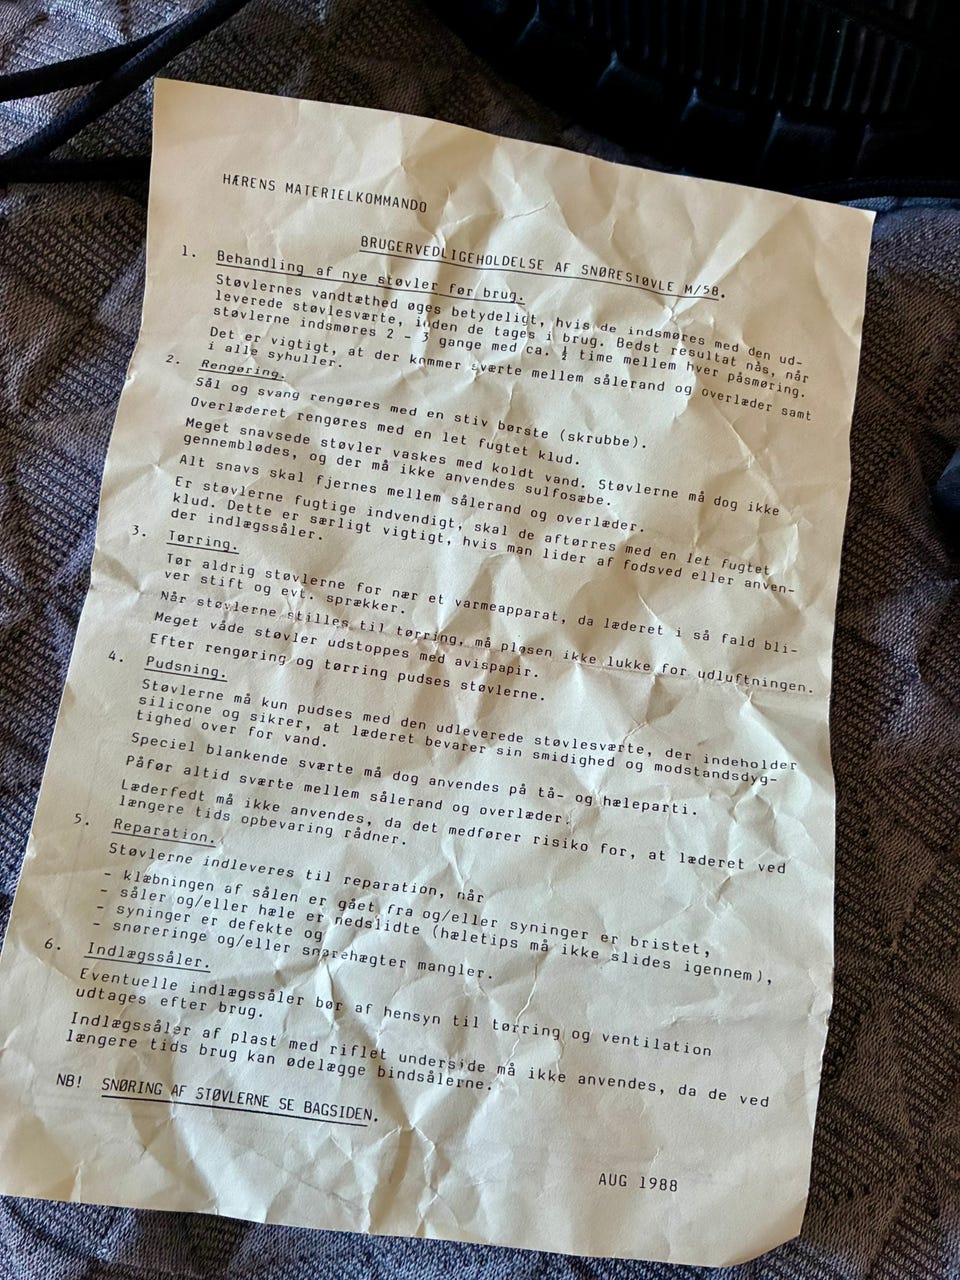 HÆRENS MATERIELKOMMANDO
BRUGERVEDLIGEHOLDELSE AF SNØRESTØVLE M/58.
1. Behandling af nye støvler før brug.
Støvlernes vandtæthed øges betydeligt, hvis de indsmøres med den ud-
leverede støvlesværte, inden de tages i brug. Bedst resultat nås, når
støvlerne indsmøres 2 - 3 gange med ca. ½ time mellem hver påsmøring.
Det er vigtigt, at der kommer sværte mellem sålerand og overlæder samt
i alle syhuller.
2. Rengøring.
Sål og svang rengøres med en stiv børste (skrubbe).
Overlæderet rengøres med en let fugtet klud.
Meget snavsede støvler vaskes med koldt vand. Støvlerne må dog ikke
gennemblødes, og der må ikke anvendes sulfosæbe.
Alt snavs skal fjernes mellem sålerand og overlæder.
Er støvlerne fugtige indvendigt, skal de aftørres med en let fugtet
klud. Dette er særligt vigtigt, hvis man lider af fodsved eller anven-
der indlægssåler.
3. Tørring.
Tør aldrig støvlerne for nær et varmeapparat, da læderet i så fald bli-
ver stift og evt. sprækker.
Når støvlerne stilles til tørring, må pløsen ikke lukke for udluftningen.
Meget våde støvler udstoppes med avispapir.
Efter rengøring og tørring pudses støvlerne.
4. Pudsning.
Støvlerne må kun pudses med den udleverede støvlesværte, der indeholder
silicone og sikrer, at læderet bevarer sin smidighed og modstandsdyg-
tighed over for vand.
Speciel blankende sværte må dog anvendes på tå- og hæleparti.
Påfør altid sværte mellem sålerand og overlæder.
Læderfedt må ikke anvendes, da det medfører risiko for, at læderet ved
længere tids opbevaring rådner.
5. Reparation.
Støvlerne indleveres til reparation, når
- klæbningen af sålen er gået fra og/eller syninger er bristet,
- såler og/eller hæle er nedslidte (hæletips må ikke slides igennem),
- syninger er defekte og
- snøreringe og/eller snørehægter mangler.
6. Indlægssåler.
Eventuelle indlægssåler bør af hensyn til tørring og ventilation
udtages efter brug.
Indlægssåler af plast med riflet underside må ikke anvendes, da de ved
længere tids brug kan ødelægge bindsålerne.
NB! SNØRING AF STØVLERNE SE BAGSIDEN.
AUG 1988